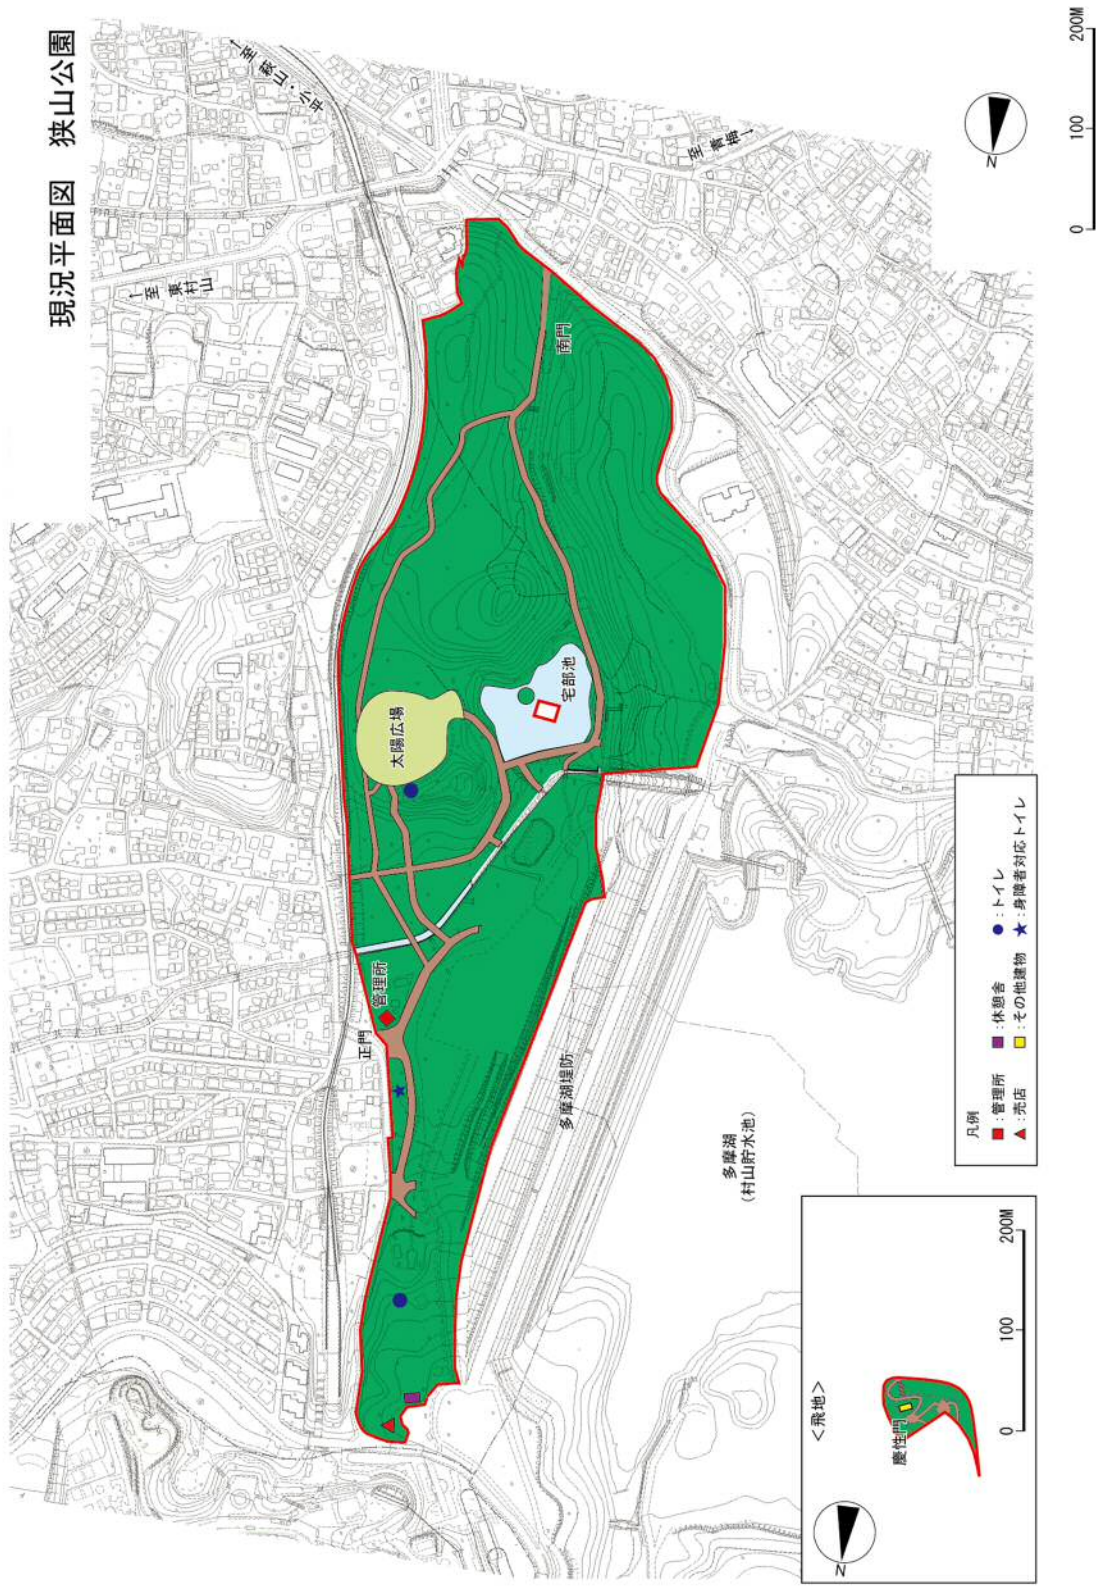 現況平面図 狭山公園
↑至萩山・小平
↑至東村山
至青梅↓
N
0 100 200M
南門
太陽広場
宅部池
管理所
正門
多摩湖堤防
多摩湖
(村山貯水池)
凡例
:管理所 :休憩舎 :トイレ
:売店 :その他建物 :身障者対応トイレ
<飛地>
慶性門
N
0 100 200M